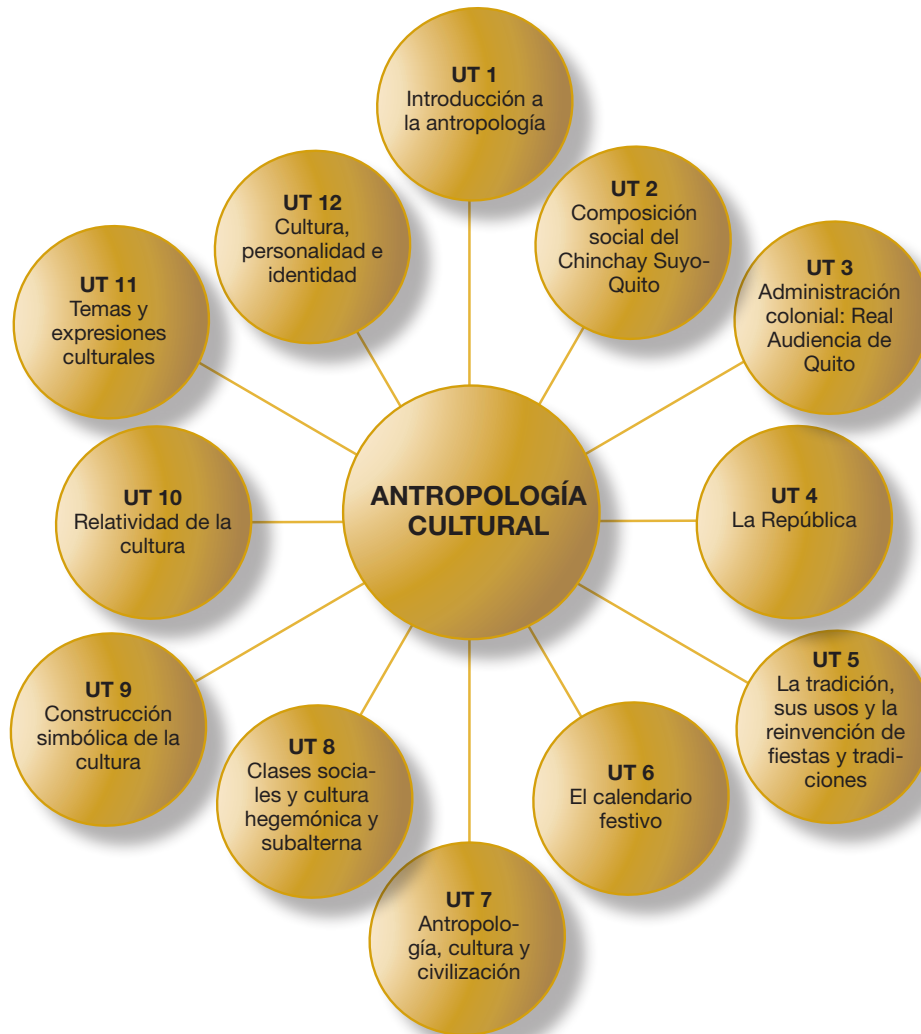 UT 1
Introducción a
la antropología
UT 2
Composición
social del
Chinchay Suyo-
Quito
UT 3
Administración
colonial: Real
Audiencia de
Quito
UT 4
La República
UT 5
La tradición,
sus usos y la
reinvención de
fiestas y tradi-
ciones
UT 6
El calendario
festivo
UT 7
Antropolo-
gía, cultura y
civilización
UT 8
Clases socia-
les y cultura
hegemónica y
subalterna
UT 9
Construcción
simbólica de la
cultura
UT 10
Relatividad de la
cultura
UT 11
Temas y
expresiones
culturales
UT 12
Cultura,
personalidad e
identidad
ANTROPOLOGÍA
CULTURAL